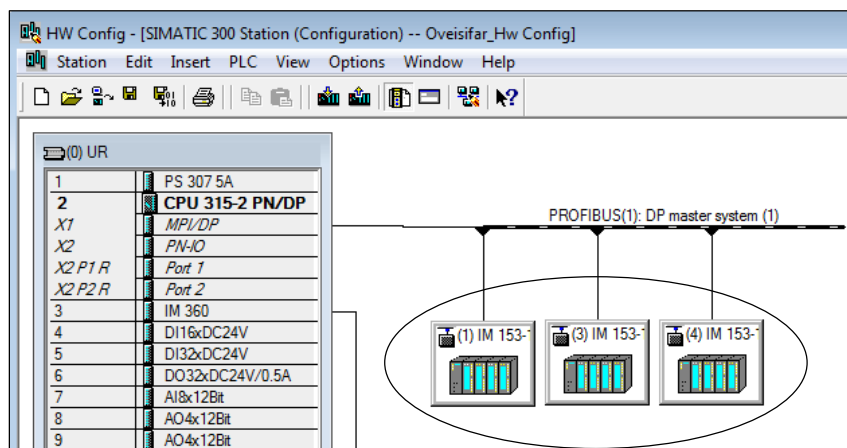 HW Config - [SIMATIC 300 Station (Configuration) -- Oveisifar_Hw Config]
Station Edit Insert PLC View Options Window Help
(0) UR
1 PS 307 5A
2 CPU 315-2 PN/DP
X1 MPI/DP
X2 PN-IO
X2 P1 R Port 1
X2 P2 R Port 2
3 IM 360
4 DI16xDC24V
5 DI32xDC24V
6 DO32xDC24V/0.5A
7 AI8x12Bit
8 AO4x12Bit
9 AO4x12Bit
PROFIBUS(1): DP master system (1)
(1) IM 153-1
(3) IM 153-1
(4) IM 153-1